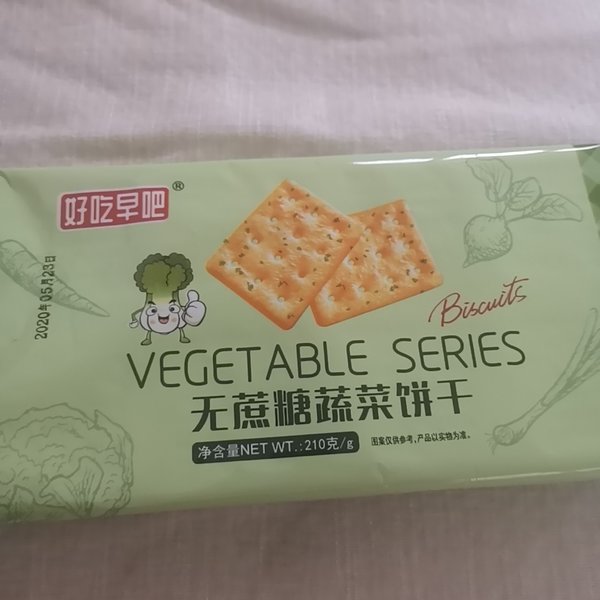 好吃早吧®
2020年05月23日
Biscuits
VEGETABLE SERIES
无蔗糖蔬菜饼干
净含量NET WT.:210克/g
图案仅供参考,产品以实物为准。